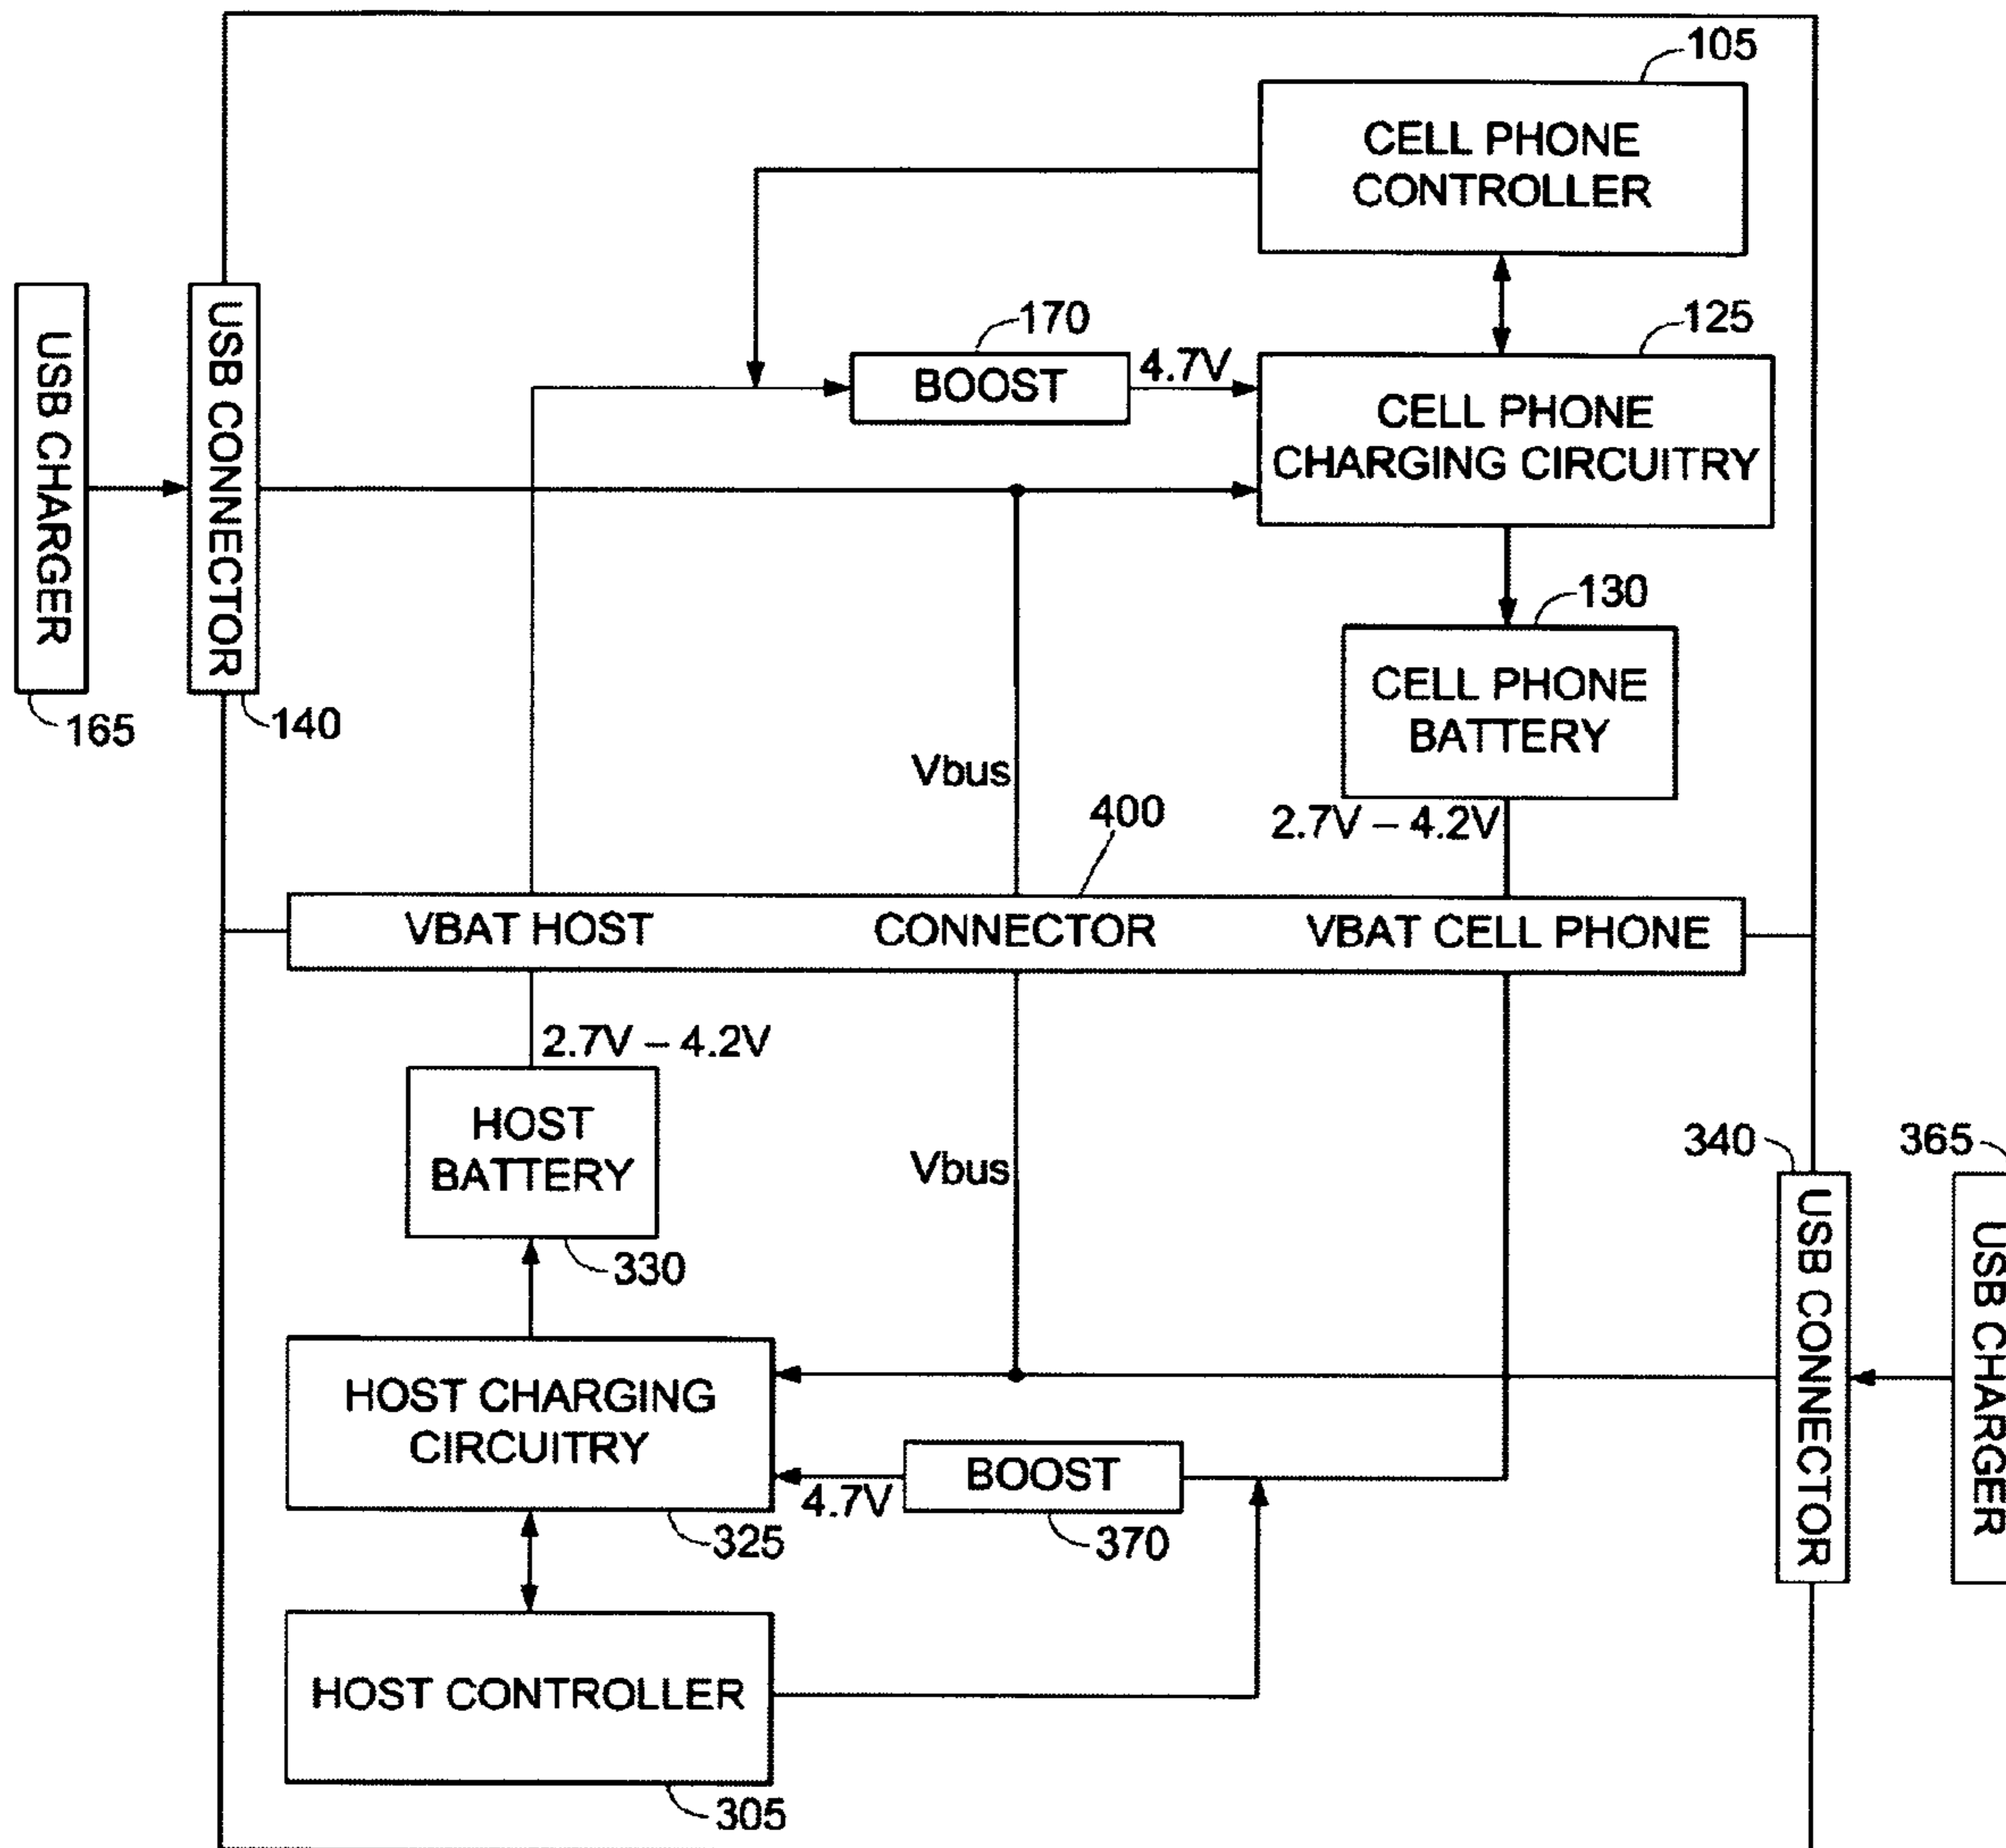 105
CELL PHONE
CONTROLLER
170
BOOST
4.7V
125
CELL PHONE
CHARGING CIRCUITRY
USB CHARGER
165
USB CONNECTOR
140
130
CELL PHONE
BATTERY
Vbus
400
2.7V – 4.2V
VBAT HOST
CONNECTOR
VBAT CELL PHONE
2.7V – 4.2V
HOST
BATTERY
330
Vbus
340
USB CONNECTOR
365
USB CHARGER
HOST CHARGING
CIRCUITRY
325
BOOST
4.7V
370
HOST CONTROLLER
305